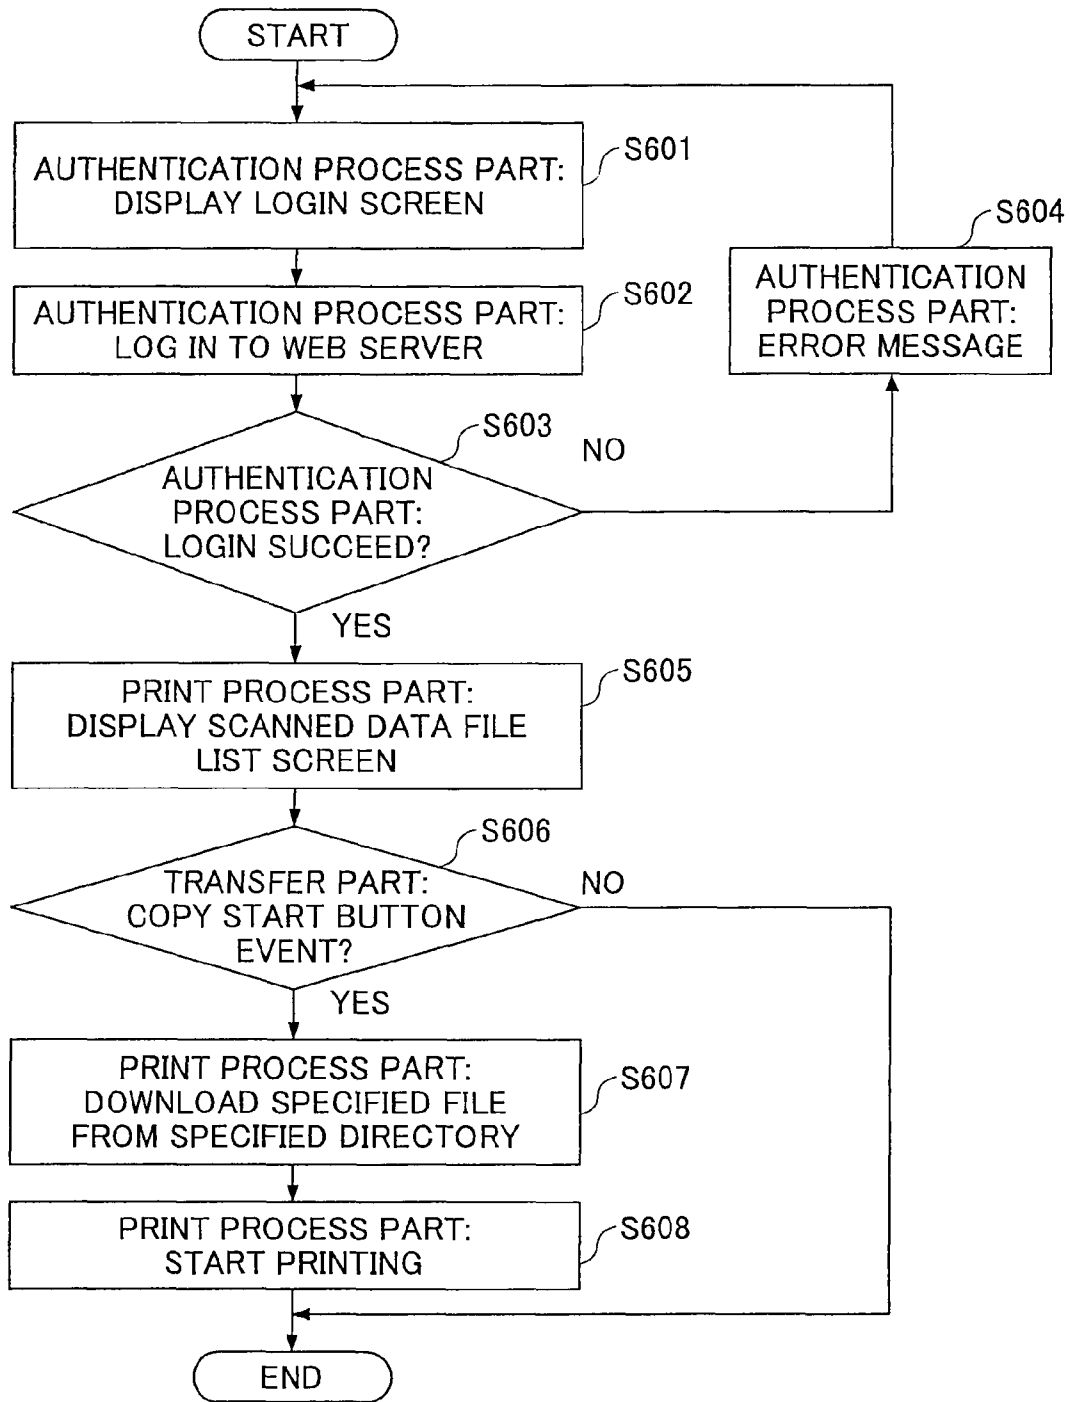 START
AUTHENTICATION PROCESS PART:
DISPLAY LOGIN SCREEN
S601
S604
AUTHENTICATION
PROCESS PART:
ERROR MESSAGE
AUTHENTICATION PROCESS PART:
LOG IN TO WEB SERVER
S602
S603
NO
AUTHENTICATION
PROCESS PART:
LOGIN SUCCEED?
YES
PRINT PROCESS PART:
DISPLAY SCANNED DATA FILE
LIST SCREEN
S605
S606
NO
TRANSFER PART:
COPY START BUTTON
EVENT?
YES
PRINT PROCESS PART:
DOWNLOAD SPECIFIED FILE
FROM SPECIFIED DIRECTORY
S607
PRINT PROCESS PART:
START PRINTING
S608
END